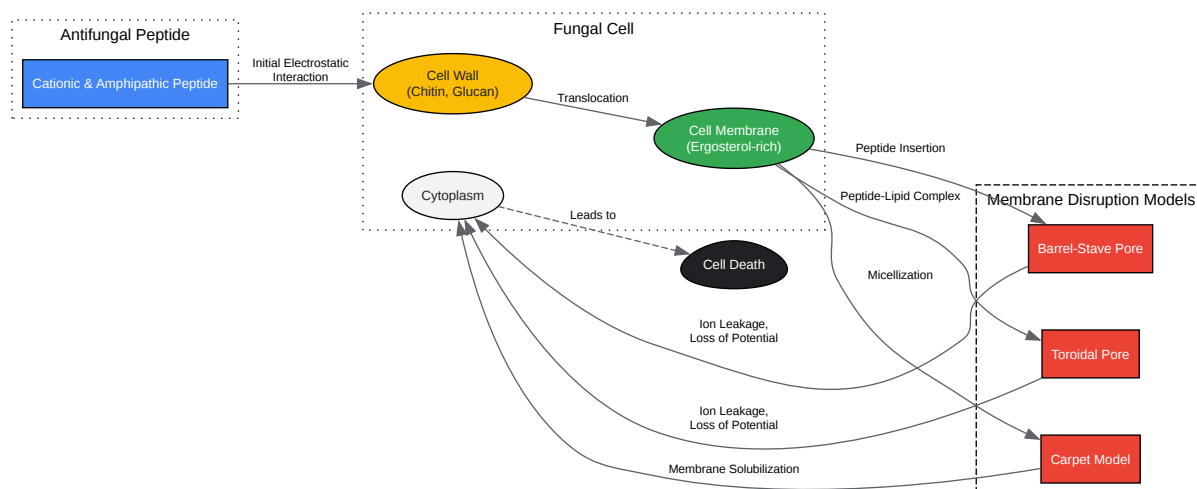 Antifungal Peptide
Cationic & Amphipathic Peptide
Initial Electrostatic
Interaction
Fungal Cell
Cell Wall
(Chitin, Glucan)
Translocation
Cell Membrane
(Ergosterol-rich)
Cytoplasm
Leads to
Cell Death
Peptide Insertion
Peptide-Lipid Complex
Micellization
Membrane Disruption Models
Barrel-Stave Pore
Toroidal Pore
Carpet Model
Ion Leakage,
Loss of Potential
Ion Leakage,
Loss of Potential
Membrane Solubilization